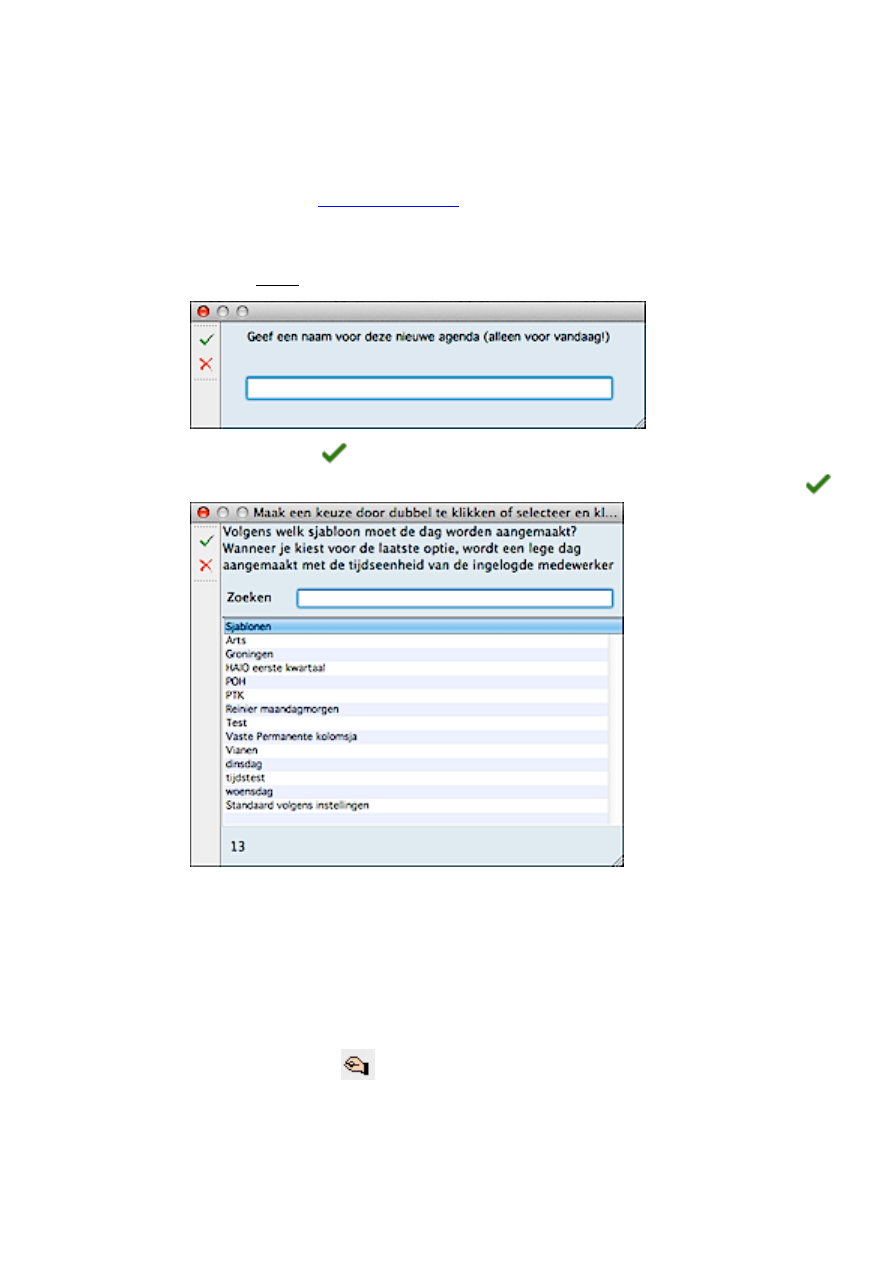 Geef een naam voor deze nieuwe agenda (alleen voor vandaag!)
Maak een keuze door dubbel te klikken of selecteer en kl...
Volgens welk sjabloon moet de dag worden aangemaakt?
Wanneer je kiest voor de laatste optie, wordt een lege dag
aangemaakt met de tijdseenheid van de ingelogde medewerker
Zoeken
Sjablonen
Arts
Groningen
HAIO eerste kwartaal
POH
PTK
Reinier maandagmorgen
Test
Vaste Permanente kolomsja
Vianen
dinsdag
tijdstest
woensdag
Standaard volgens instellingen
13